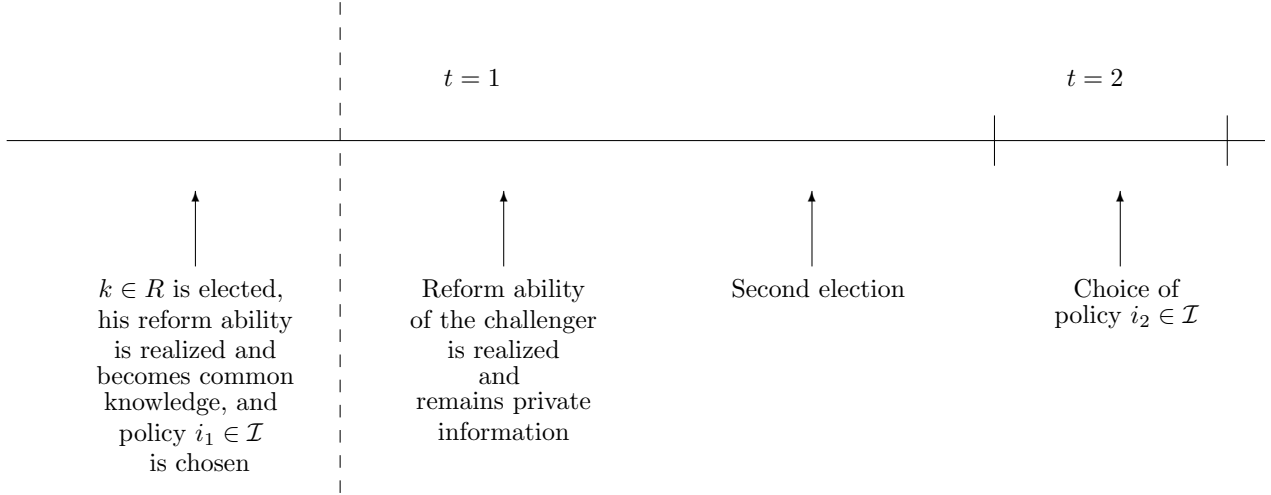 t = 1
t = 2
k ∈ R is elected,
his reform ability
is realized and
becomes common
knowledge, and
policy i₁ ∈ ℐ
is chosen
Reform ability
of the challenger
is realized
and
remains private
information
Second election
Choice of
policy i₂ ∈ ℐ